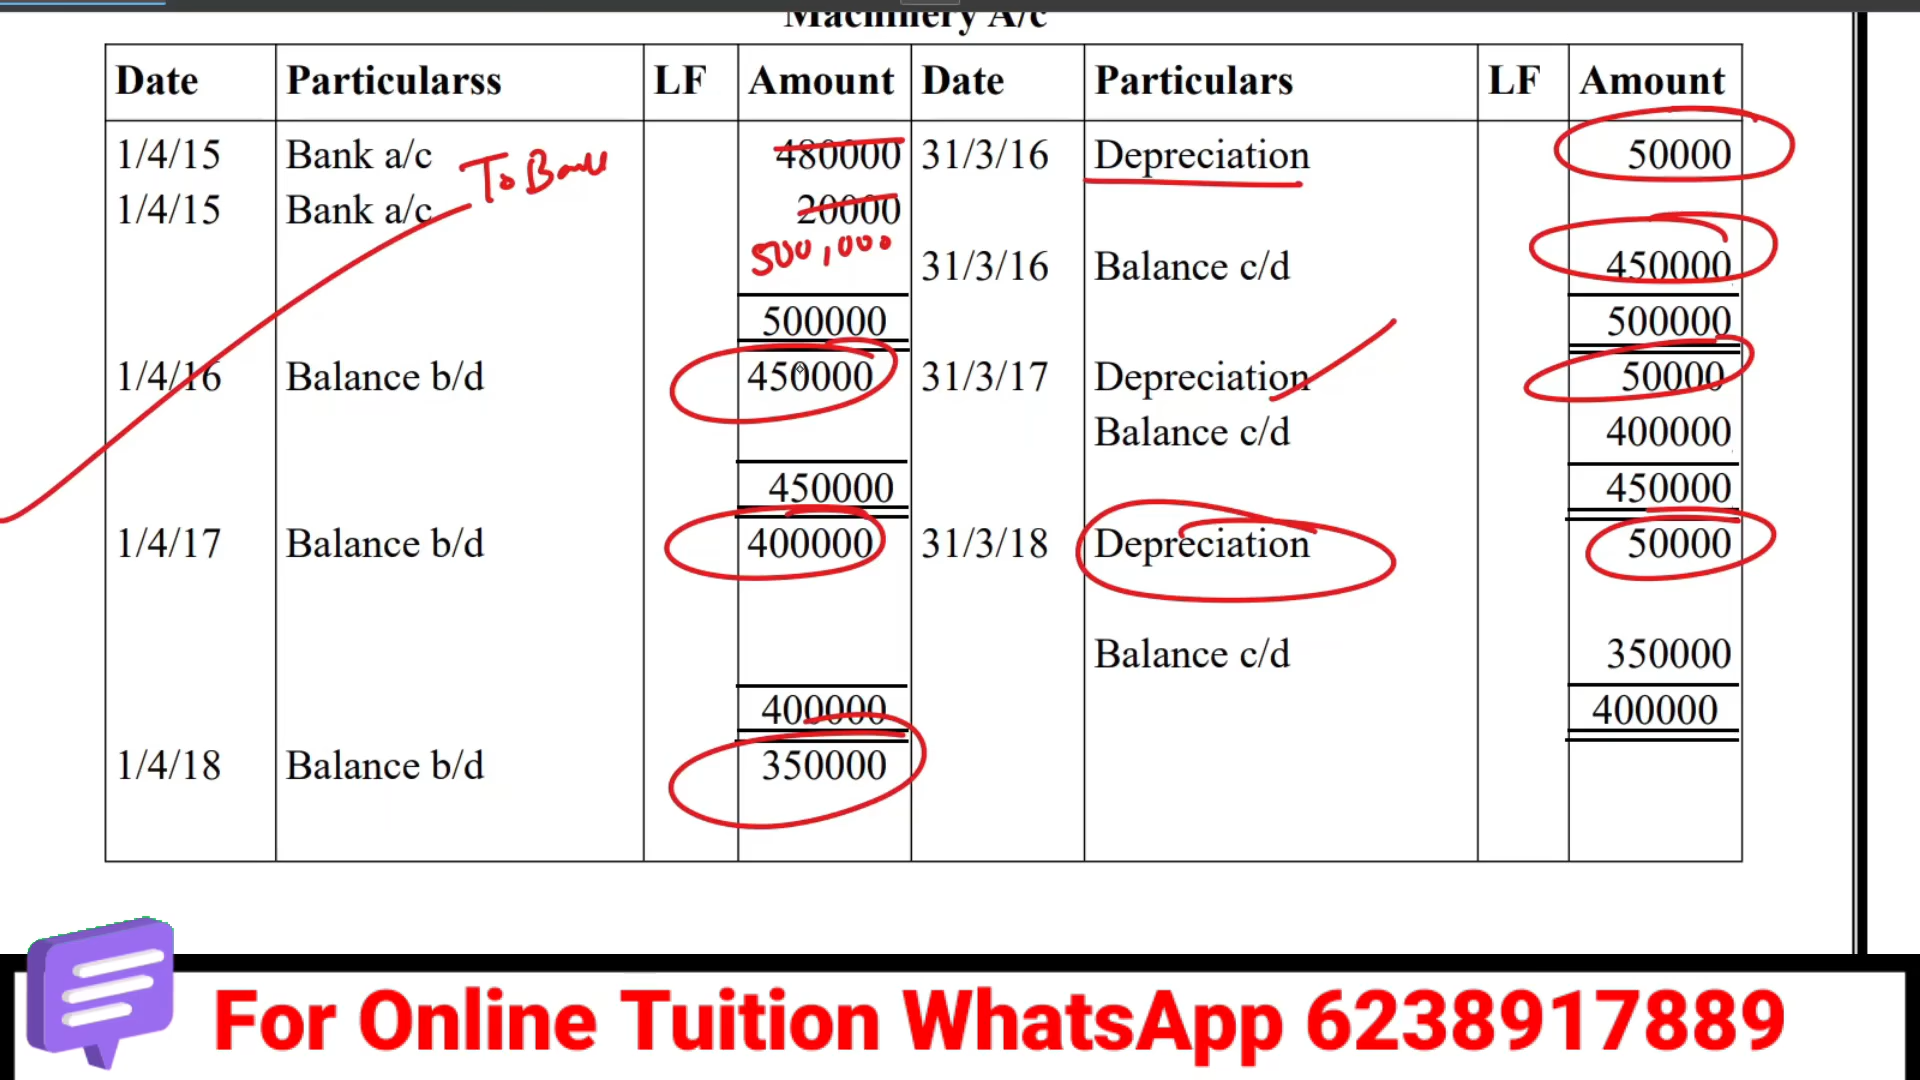 Machinery A/c
Date Particularss LF Amount Date Particulars LF Amount
1/4/15 Bank a/c 480000 31/3/16 Depreciation 50000
To Bank
1/4/15 Bank a/c 20000
500,000
31/3/16 Balance c/d 450000
500000 500000
1/4/16 Balance b/d 450000 31/3/17 Depreciation 50000
Balance c/d 400000
450000 450000
1/4/17 Balance b/d 400000 31/3/18 Depreciation 50000
Balance c/d 350000
400000 400000
1/4/18 Balance b/d 350000
For Online Tuition WhatsApp 6238917889